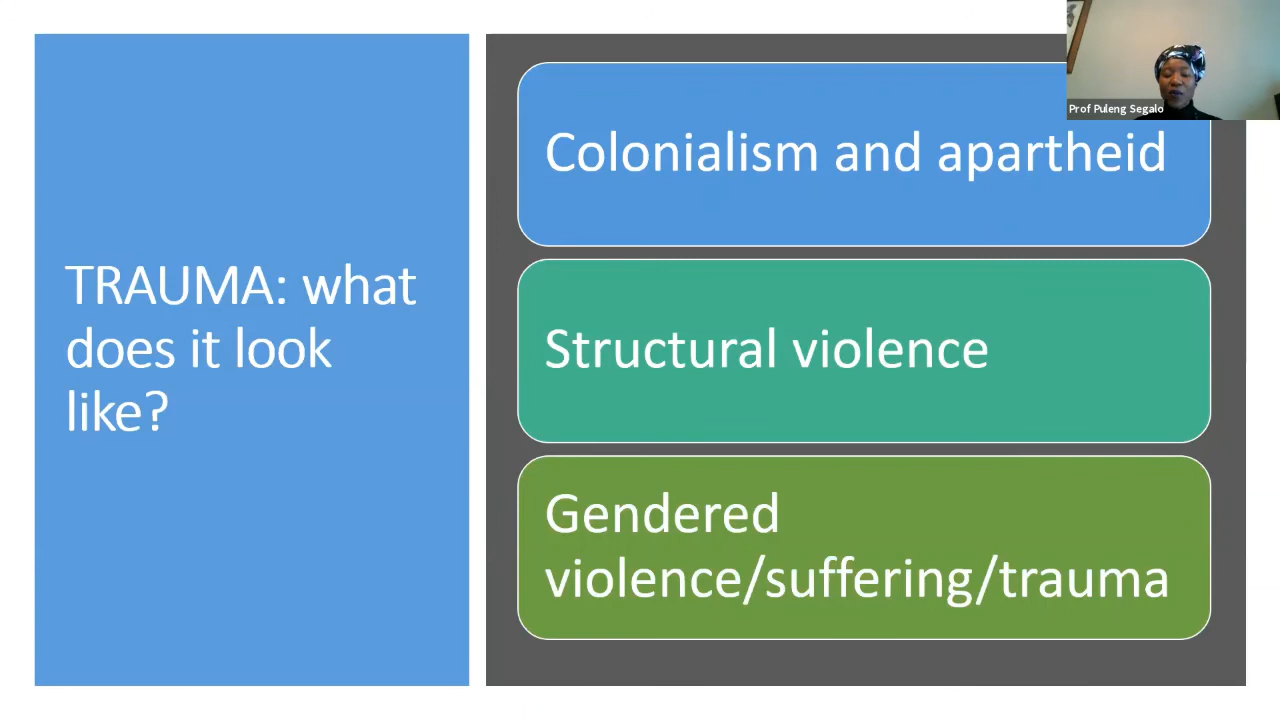 TRAUMA: what
does it look
like?
Colonialism and apartheid
Structural violence
Gendered
violence/suffering/trauma
Prof Puleng Segalo